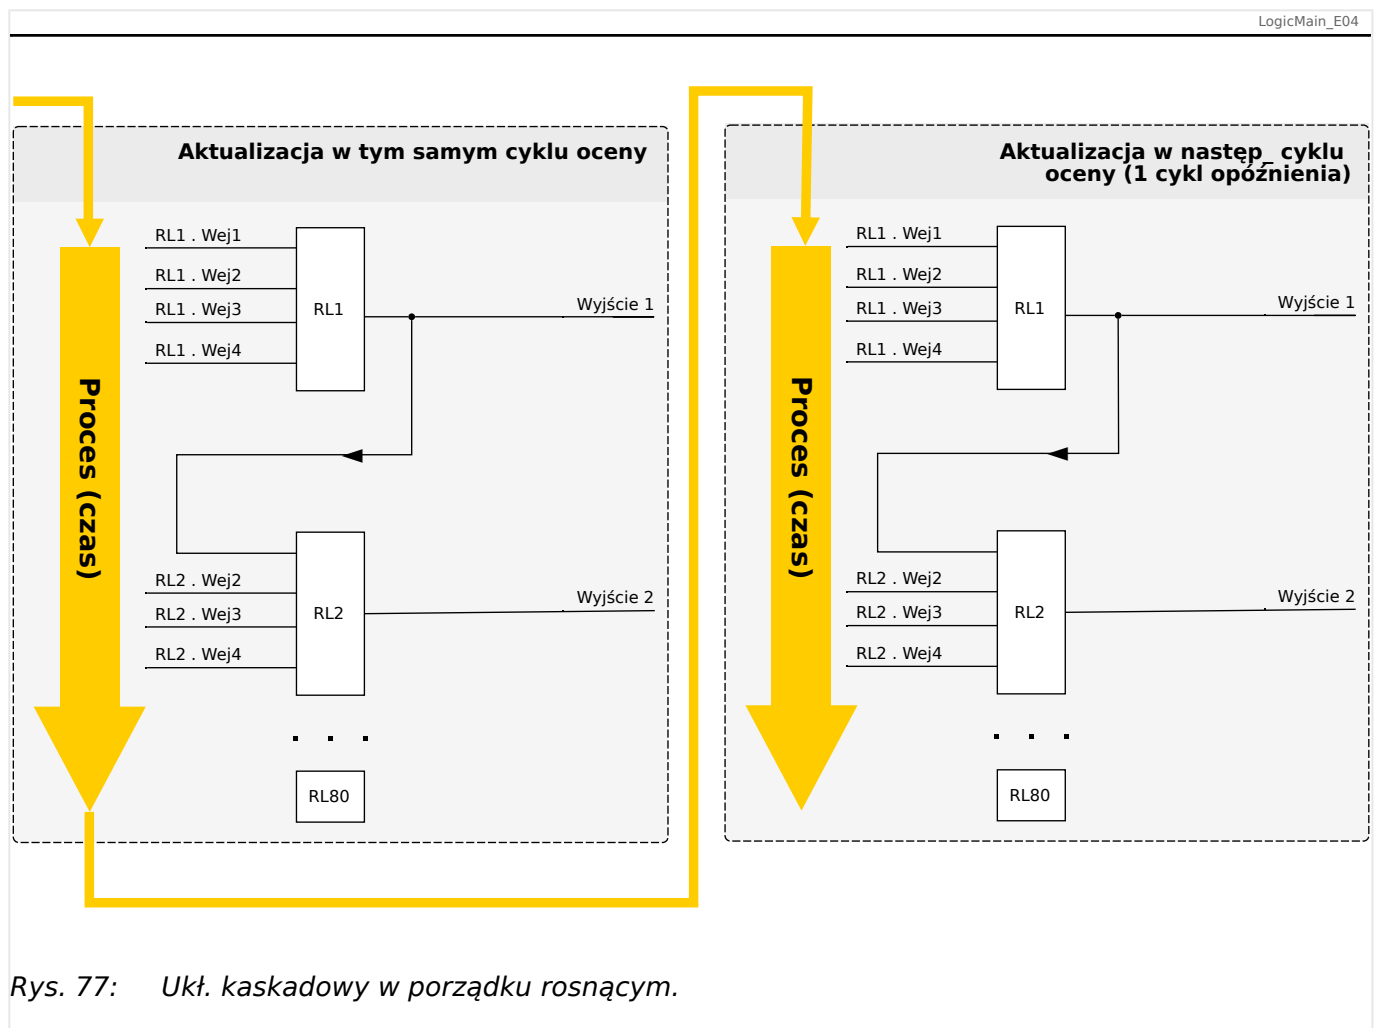 LogicMain_E04
Aktualizacja w tym samym cyklu oceny
RL1 . Wej1
RL1 . Wej2
RL1 . Wej3
RL1 . Wej4
RL1
Wyjście 1
Proces (czas)
RL2 . Wej2
RL2 . Wej3
RL2 . Wej4
RL2
Wyjście 2
. . .
RL80
Aktualizacja w następ_ cyklu
oceny (1 cykl opóźnienia)
RL1 . Wej1
RL1 . Wej2
RL1 . Wej3
RL1 . Wej4
RL1
Wyjście 1
Proces (czas)
RL2 . Wej2
RL2 . Wej3
RL2 . Wej4
RL2
Wyjście 2
. . .
RL80
Rys. 77: Ukł. kaskadowy w porządku rosnącym.